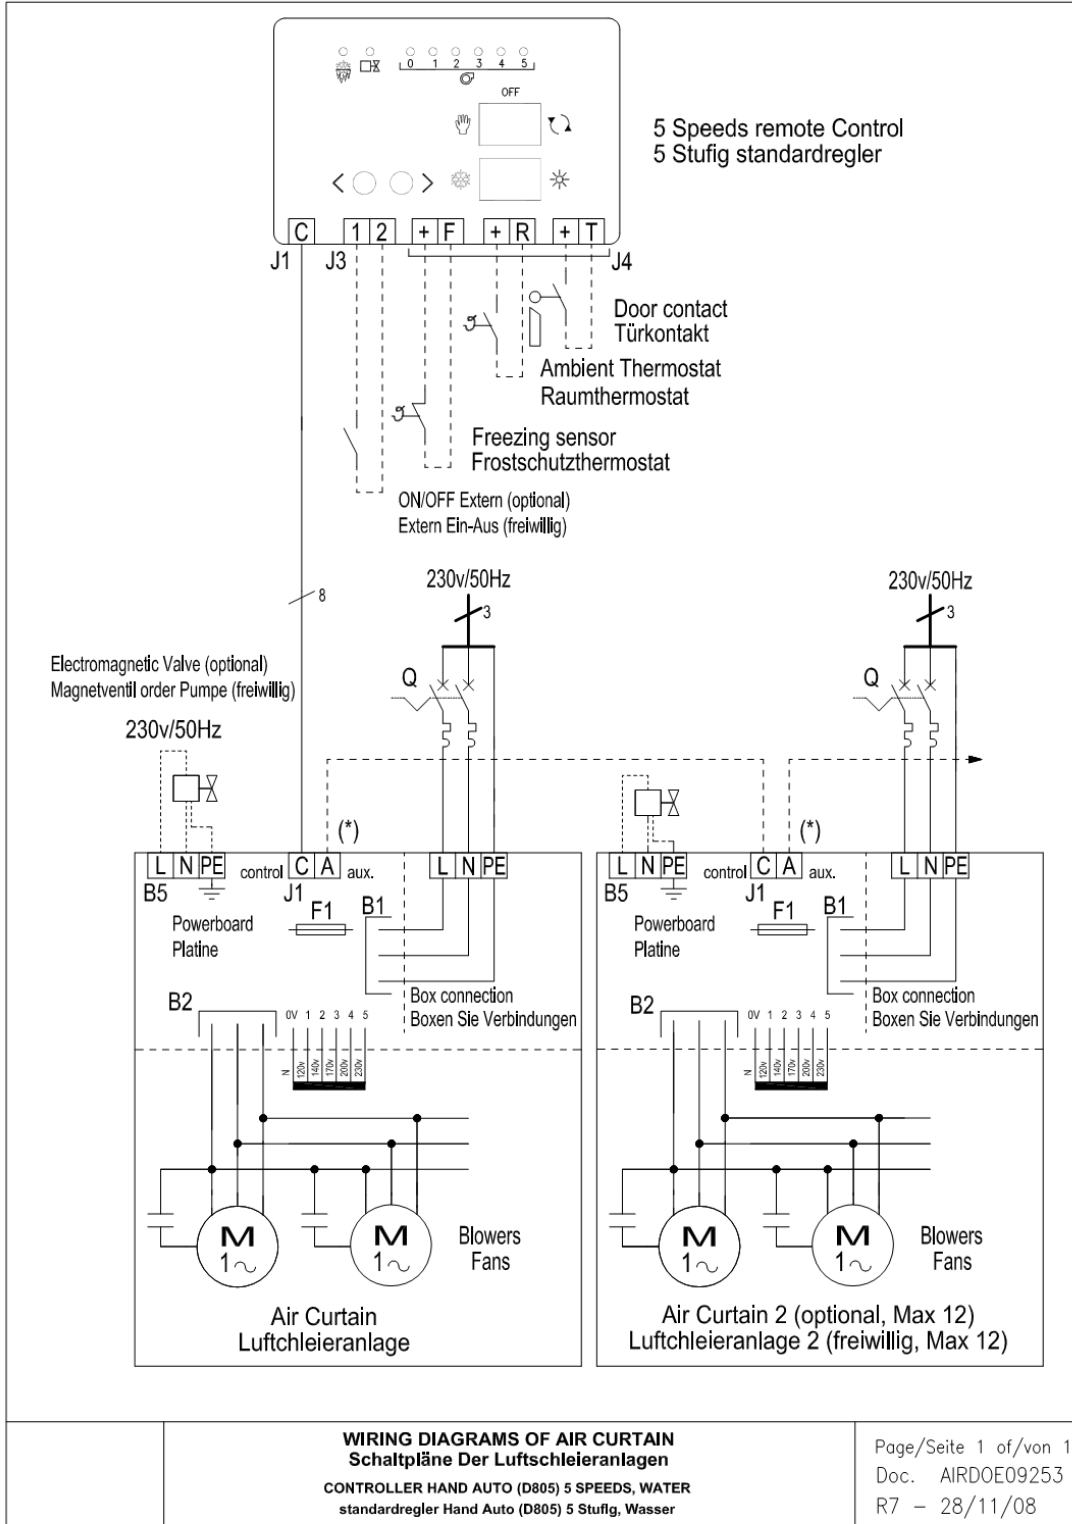 0 1 2 3 4 5
OFF
5 Speeds remote Control
5 Stufig standardregler
< >
C 1 2 + F + R + T
J1 J3 J4
Door contact
Türkontakt
Ambient Thermostat
Raumthermostat
Freezing sensor
Frostschutzthermostat
ON/OFF Extern (optional)
Extern Ein-Aus (freiwillig)
8
230v/50Hz
3
230v/50Hz
3
Electromagnetic Valve (optional)
Magnetventil order Pumpe (freiwillig)
230v/50Hz
Q
Q
(*)
(*)
L N PE control C A aux. L N PE
B5 J1
F1 B1
Powerboard
Platine
Box connection
Boxen Sie Verbindungen
B2
0V 1 2 3 4 5
N 120v 140v 170v 200v 230v
M
1~
M
1~
Blowers
Fans
Air Curtain
Luftchleieranlage
L N PE control C A aux. L N PE
B5 J1
F1 B1
Powerboard
Platine
Box connection
Boxen Sie Verbindungen
B2
0V 1 2 3 4 5
N 120v 140v 170v 200v 230v
M
1~
M
1~
Blowers
Fans
Air Curtain 2 (optional, Max 12)
Luftchleieranlage 2 (freiwillig, Max 12)
WIRING DIAGRAMS OF AIR CURTAIN
Schaltpläne Der Luftschleieranlagen
CONTROLLER HAND AUTO (D805) 5 SPEEDS, WATER
standardregler Hand Auto (D805) 5 Stufig, Wasser
Page/Seite 1 of/von 1
Doc. AIRDOE09253
R7 - 28/11/08